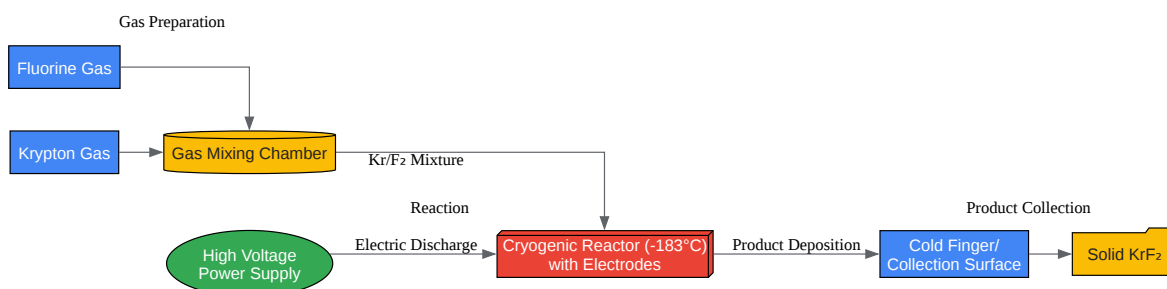 Gas Preparation
Fluorine Gas
Krypton Gas
Gas Mixing Chamber
Kr/F₂ Mixture
Reaction
High Voltage
Power Supply
Electric Discharge
Cryogenic Reactor (-183°C)
with Electrodes
Product Deposition
Product Collection
Cold Finger/
Collection Surface
Solid KrF₂